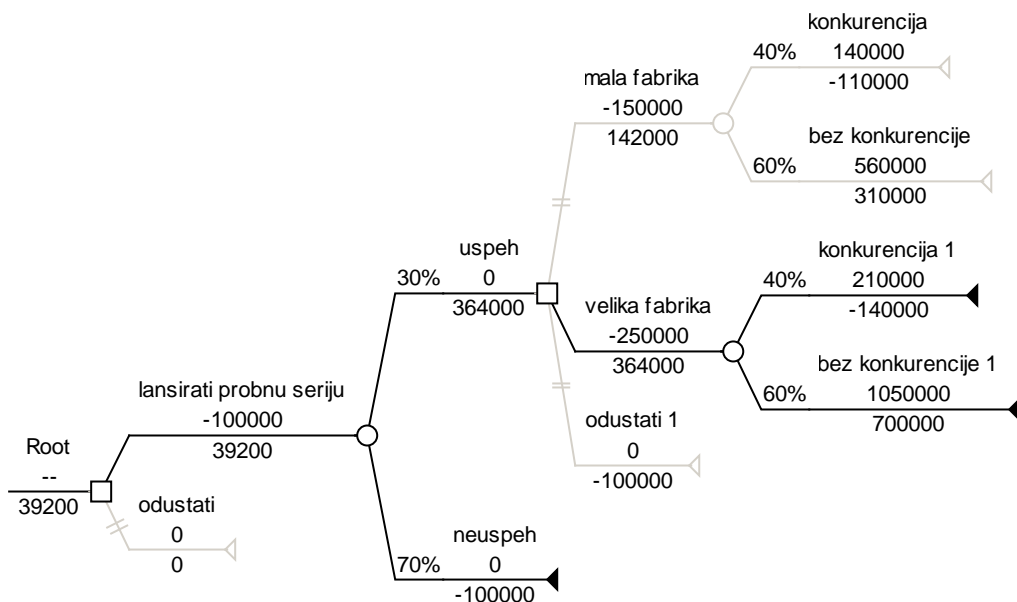 konkurencija
40%
140000
-110000
mala fabrika
-150000
142000
bez konkurencije
60%
560000
310000
uspeh
30%
0
364000
konkurencija 1
40%
210000
-140000
velika fabrika
-250000
364000
bez konkurencije 1
60%
1050000
700000
lansirati probnu seriju
-100000
39200
odustati 1
0
-100000
Root
--
39200
odustati
0
0
neuspeh
70%
0
-100000